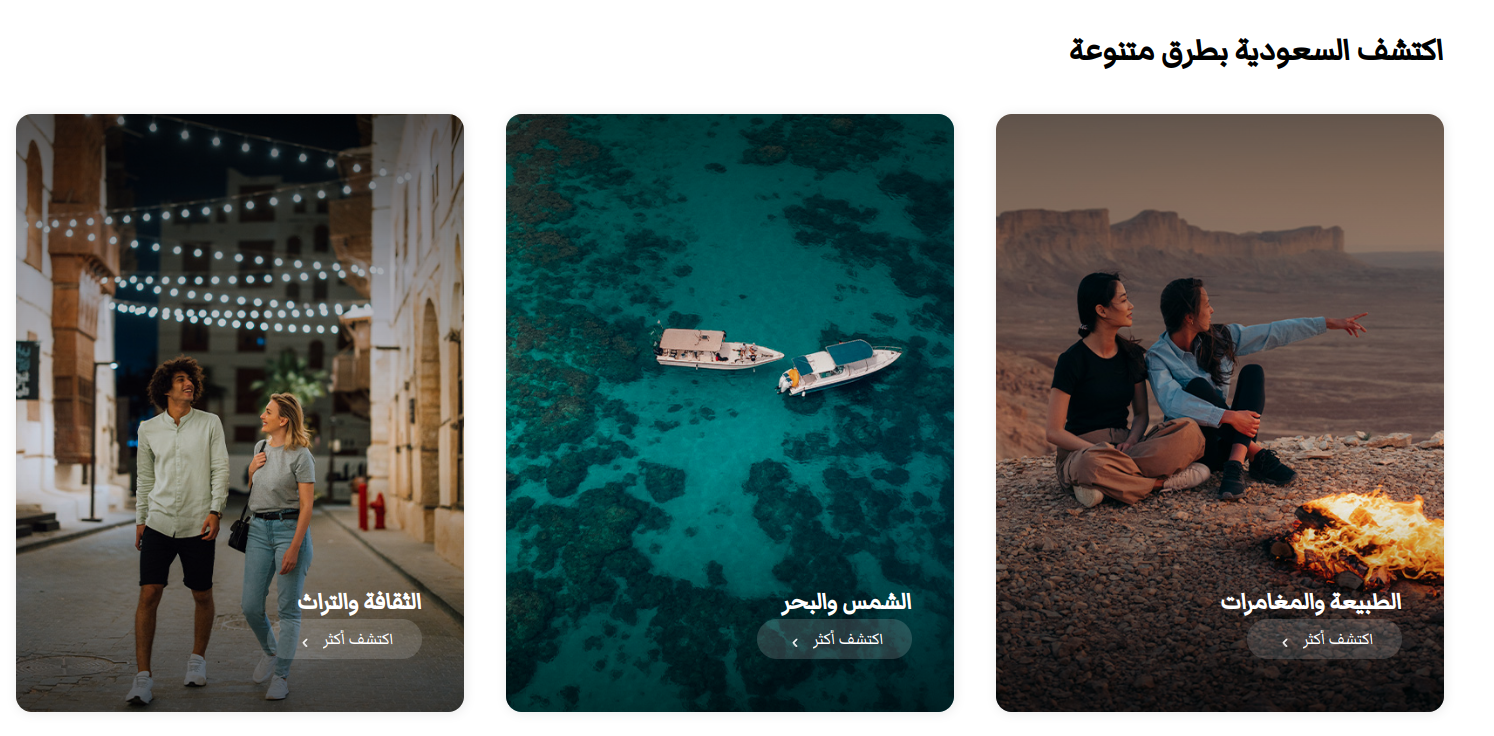 اكتشف السعودية بطرق متنوعة
الطبيعة والمغامرات
اكتشف أكثر
الشمس والبحر
اكتشف أكثر
الثقافة والتراث
اكتشف أكثر